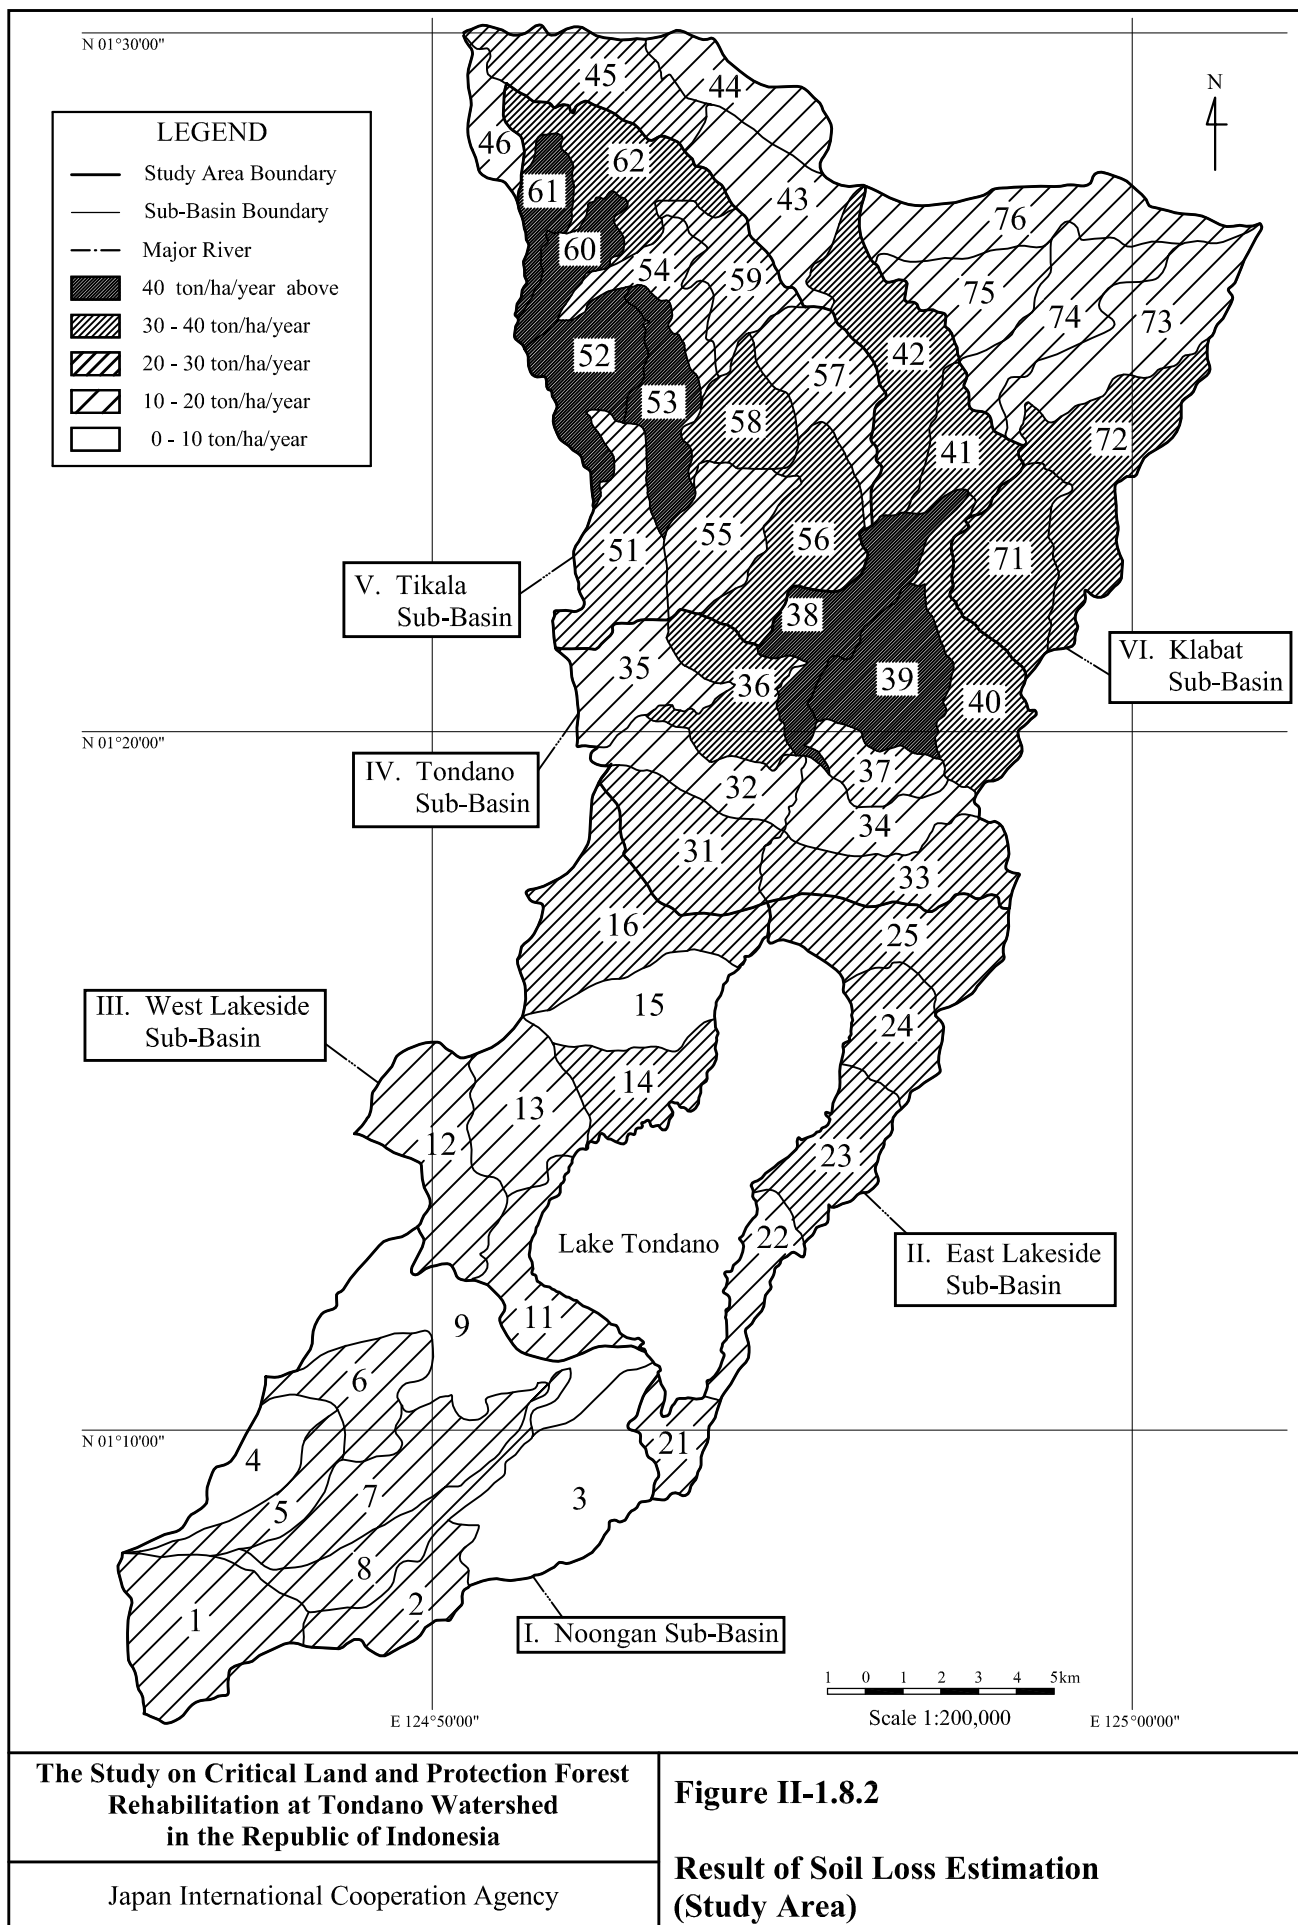 N 01°30'00"
N
LEGEND
Study Area Boundary
Sub-Basin Boundary
Major River
40 ton/ha/year above
30 - 40 ton/ha/year
20 - 30 ton/ha/year
10 - 20 ton/ha/year
0 - 10 ton/ha/year
45
44
46
62
61
43
76
60
54
59
75
74
73
52
42
53
57
58
72
41
51
55
56
71
V. Tikala
Sub-Basin
38
35
36
39
40
VI. Klabat
Sub-Basin
N 01°20'00"
IV. Tondano
Sub-Basin
32
37
34
31
33
16
25
15
24
III. West Lakeside
Sub-Basin
14
13
12
23
22
Lake Tondano
II. East Lakeside
Sub-Basin
11
9
6
N 01°10'00"
21
4
7
3
5
8
2
1
I. Noongan Sub-Basin
1 0 1 2 3 4 5km
Scale 1:200,000
E 124°50'00"
E 125°00'00"
The Study on Critical Land and Protection Forest
Rehabilitation at Tondano Watershed
in the Republic of Indonesia
Japan International Cooperation Agency
Figure II-1.8.2
Result of Soil Loss Estimation
(Study Area)